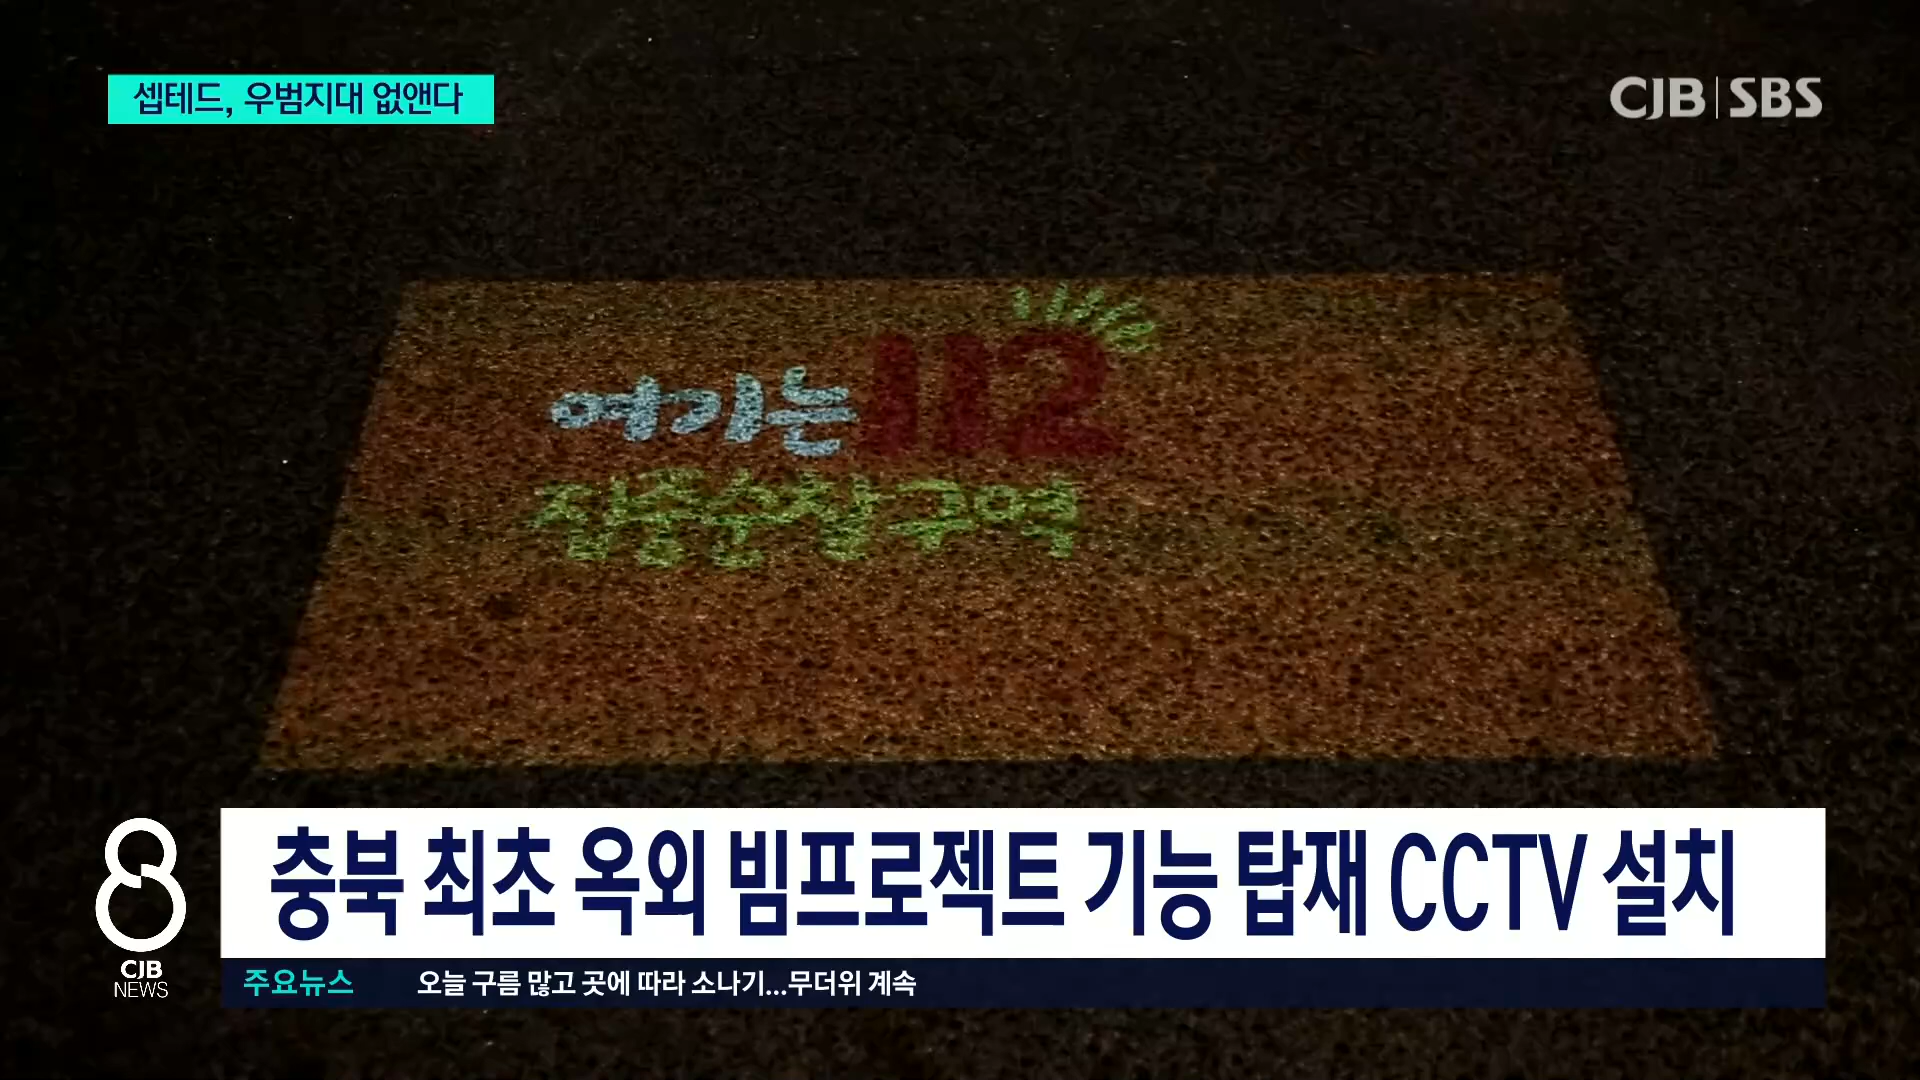 셉테드, 우범지대 없앤다
CJB SBS
여기는 112
집중순찰구역
충북 최초 옥외 빔프로젝트 기능 탑재 CCTV 설치
8
CJB
NEWS
주요뉴스 오늘 구름 많고 곳에 따라 소나기...무더위 계속